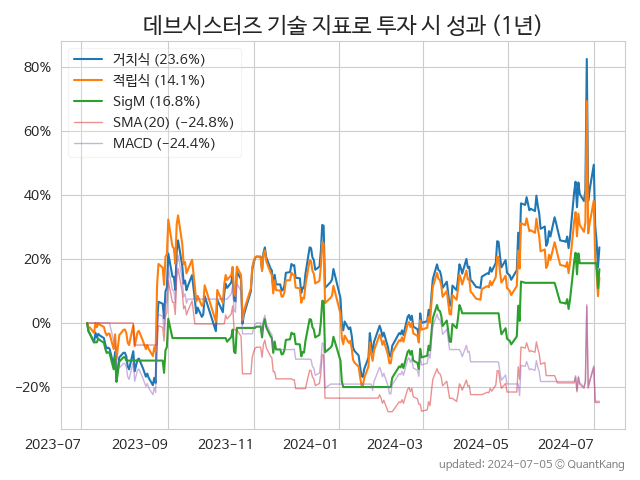 데브시스터즈 기술 지표로 투자 시 성과 (1년)
거치식 (23.6%)
적립식 (14.1%)
SigM (16.8%)
SMA(20) (−24.8%)
MACD (−24.4%)
80%
60%
40%
20%
0%
−20%
2023-07
2023-09
2023-11
2024-01
2024-03
2024-05
2024-07
updated: 2024-07-05 © QuantKang